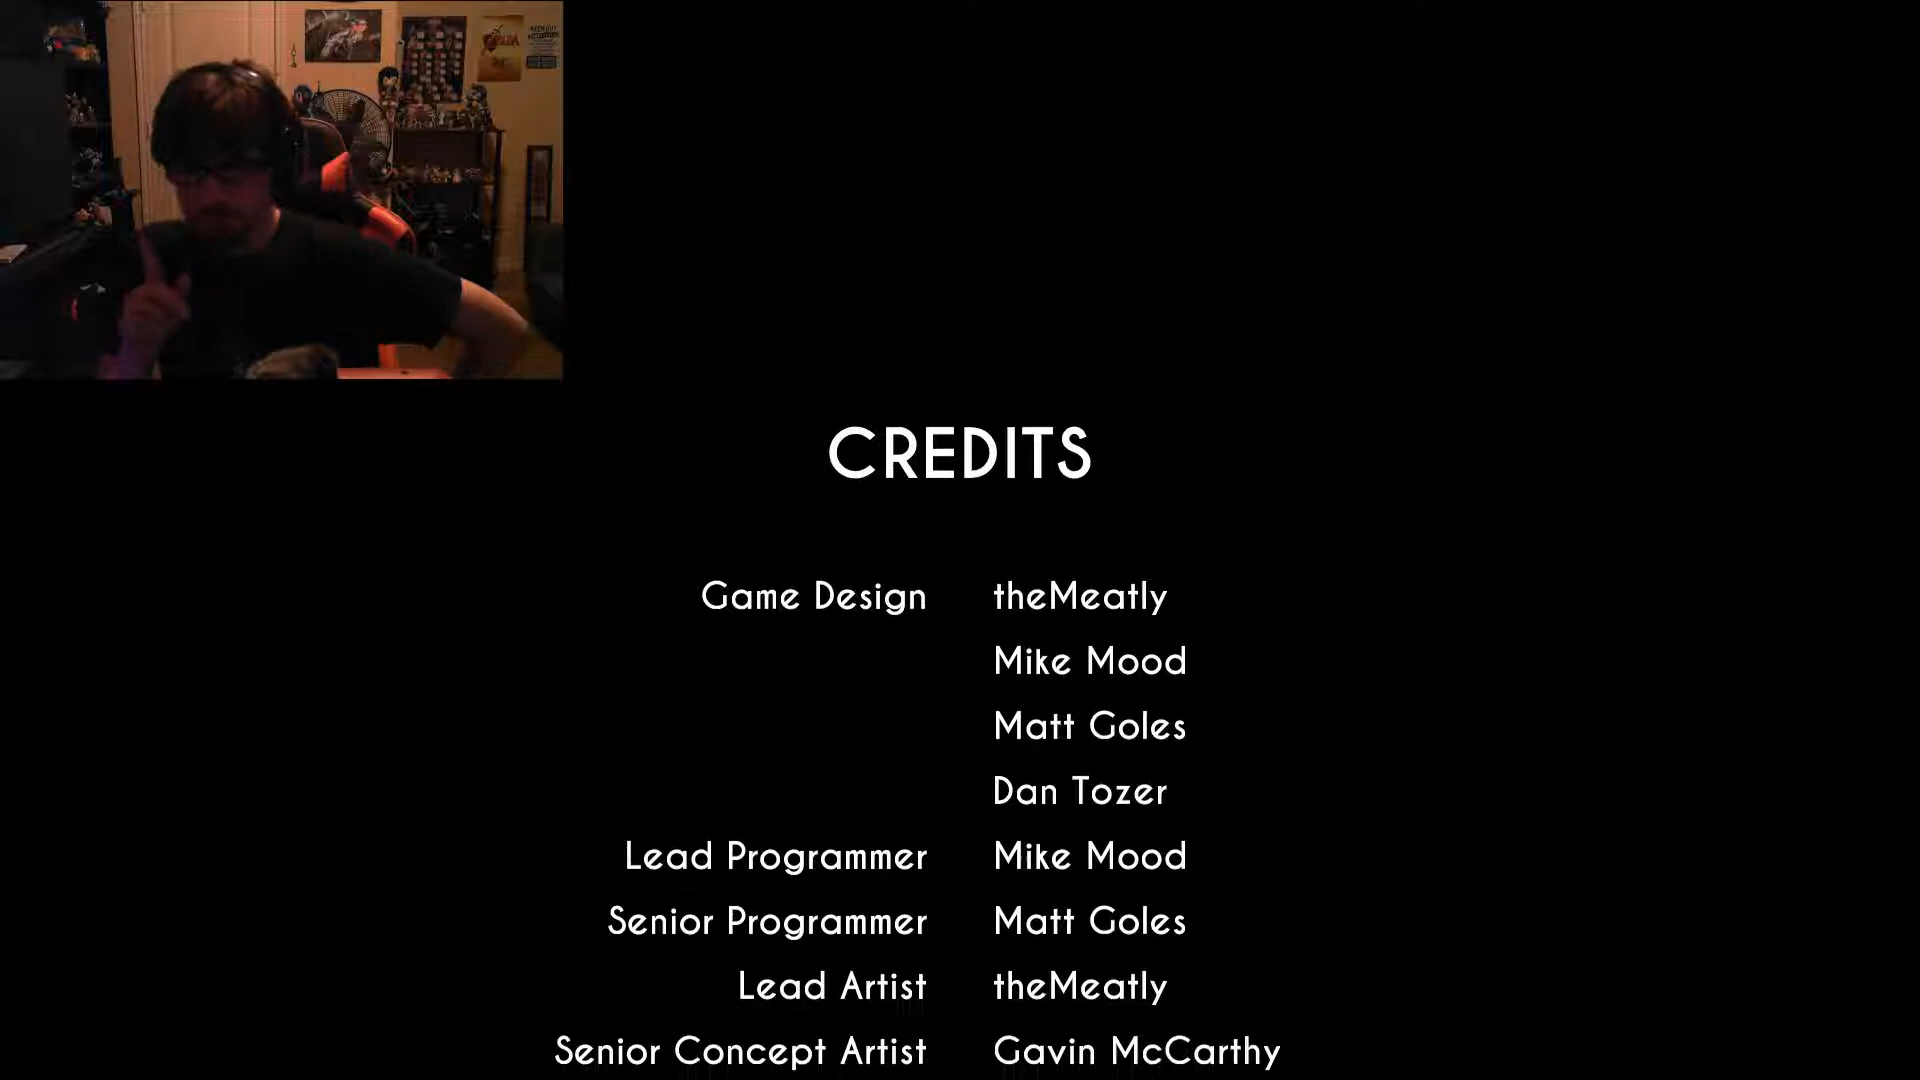 ZELDA
CREDITS
Game Design theMeatly
Mike Mood
Matt Goles
Dan Tozer
Lead Programmer Mike Mood
Senior Programmer Matt Goles
Lead Artist theMeatly
Senior Concept Artist Gavin McCarthy